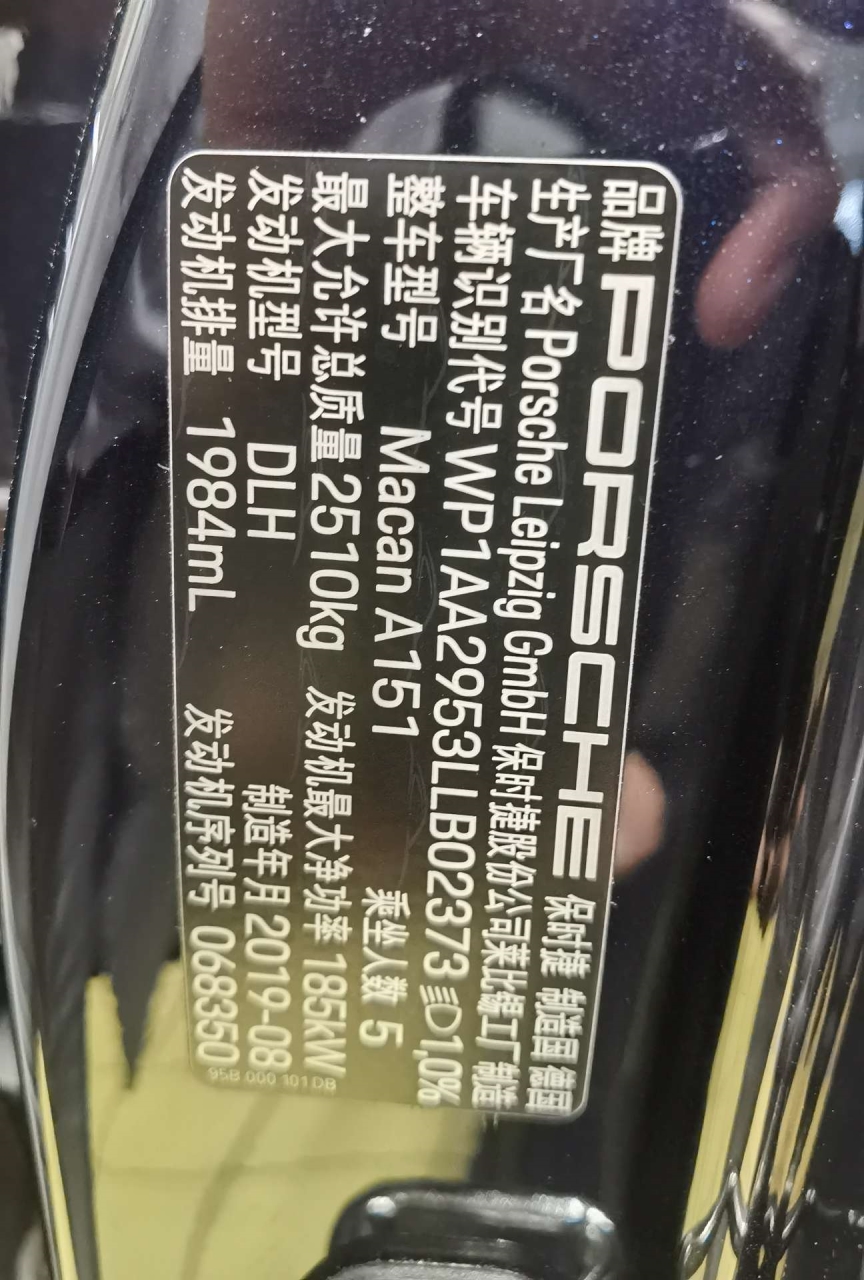 品牌 PORSCHE 保时捷 制造国 德国
生产厂名 Porsche Leipzig GmbH 保时捷股份公司莱比锡工厂制造
车辆识别代号 WP1AA2953LLB02373 1,0%
整车型号 Macan A151 乘坐人数 5
最大允许总质量 2510kg 发动机最大净功率 185kW
发动机型号 DLH 制造年月 2019-08
发动机排量 1984mL 发动机序列号 068350
95B 000 101 DB